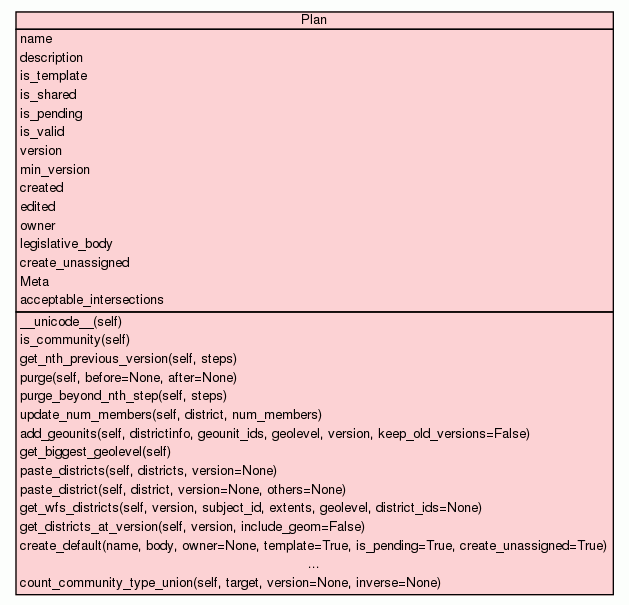 Plan
name
description
is_template
is_shared
is_pending
is_valid
version
min_version
created
edited
owner
legislative_body
create_unassigned
Meta
acceptable_intersections
__unicode__(self)
is_community(self)
get_nth_previous_version(self, steps)
purge(self, before=None, after=None)
purge_beyond_nth_step(self, steps)
update_num_members(self, district, num_members)
add_geounits(self, districtinfo, geounit_ids, geolevel, version, keep_old_versions=False)
get_biggest_geolevel(self)
paste_districts(self, districts, version=None)
paste_district(self, district, version=None, others=None)
get_wfs_districts(self, version, subject_id, extents, geolevel, district_ids=None)
get_districts_at_version(self, version, include_geom=False)
create_default(name, body, owner=None, template=True, is_pending=True, create_unassigned=True)
...
count_community_type_union(self, target, version=None, inverse=None)